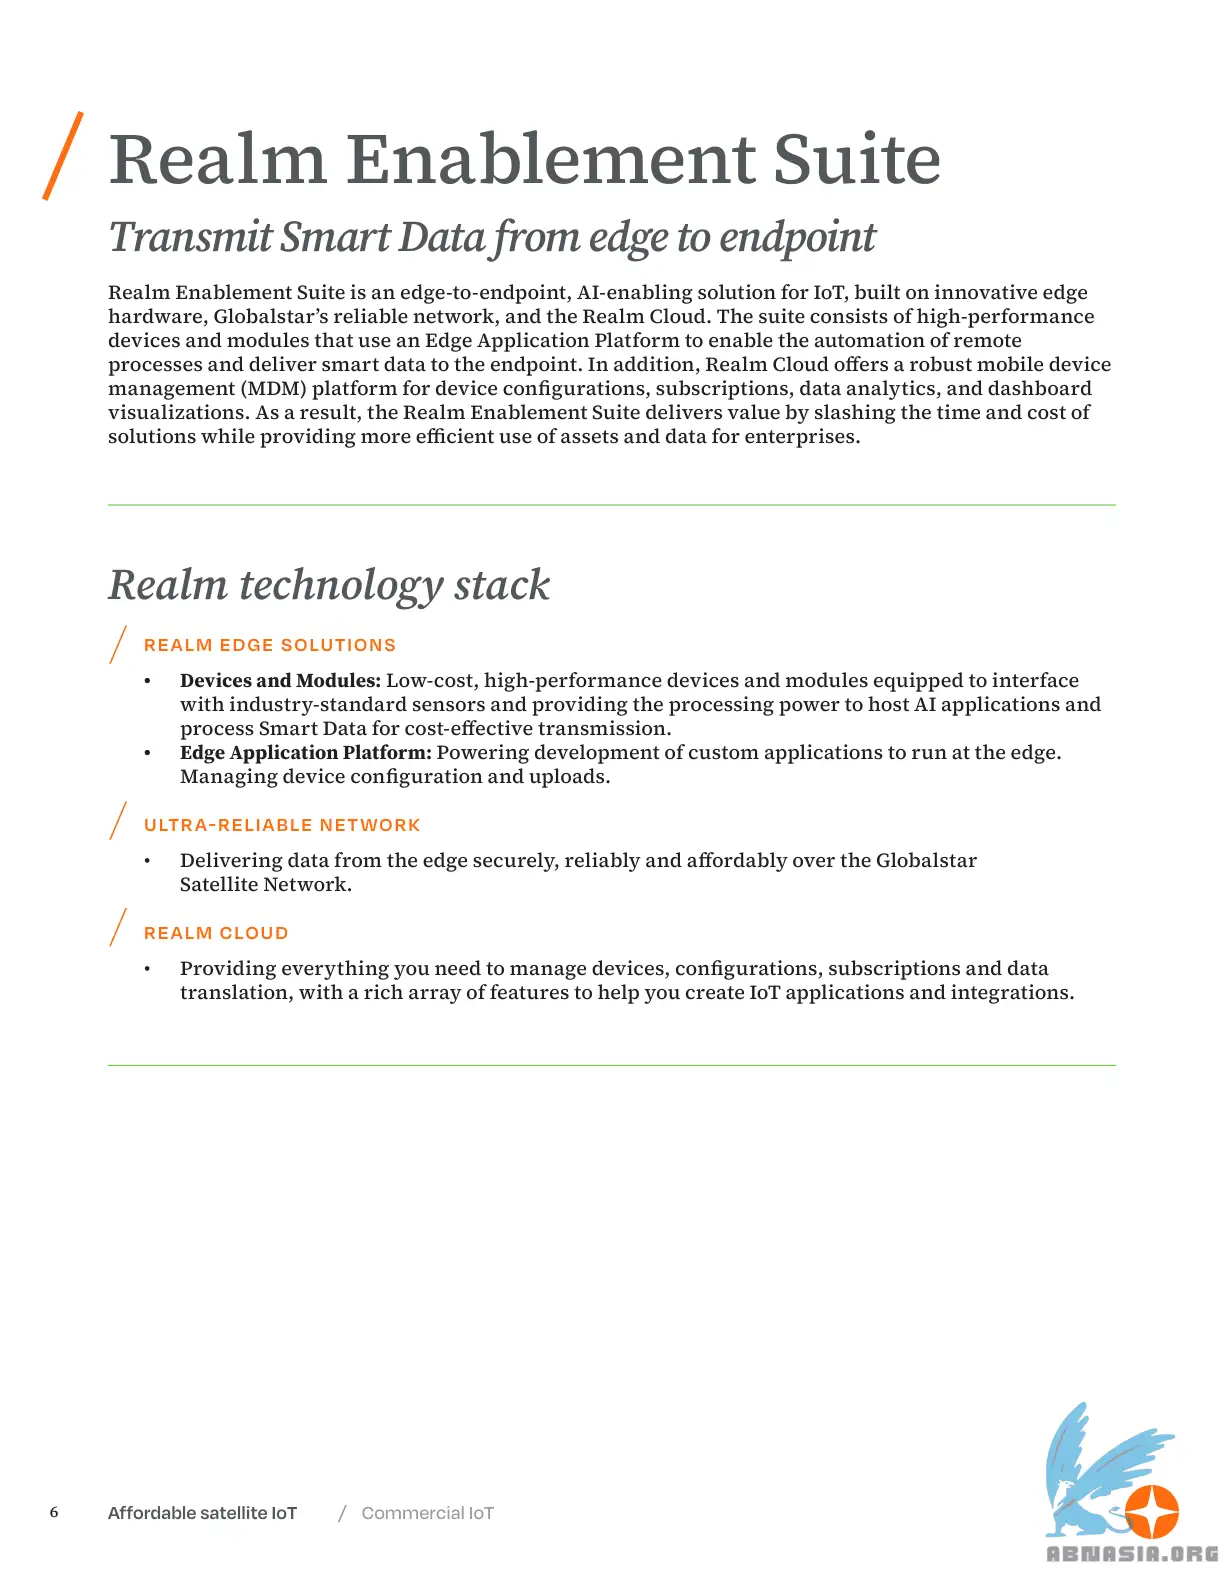 Realm Enablement Suite
Transmit Smart Data from edge to endpoint
Realm Enablement Suite is an edge-to-endpoint, AI-enabling solution for IoT, built on innovative edge
hardware, Globalstar’s reliable network, and the Realm Cloud. The suite consists of high-performance
devices and modules that use an Edge Application Platform to enable the automation of remote
processes and deliver smart data to the endpoint. In addition, Realm Cloud offers a robust mobile device
management (MDM) platform for device configurations, subscriptions, data analytics, and dashboard
visualizations. As a result, the Realm Enablement Suite delivers value by slashing the time and cost of
solutions while providing more efficient use of assets and data for enterprises.
Realm technology stack
REALM EDGE SOLUTIONS
• Devices and Modules: Low-cost, high-performance devices and modules equipped to interface
with industry-standard sensors and providing the processing power to host AI applications and
process Smart Data for cost-effective transmission.
• Edge Application Platform: Powering development of custom applications to run at the edge.
Managing device configuration and uploads.
ULTRA-RELIABLE NETWORK
• Delivering data from the edge securely, reliably and affordably over the Globalstar
Satellite Network.
REALM CLOUD
• Providing everything you need to manage devices, configurations, subscriptions and data
translation, with a rich array of features to help you create IoT applications and integrations.
6 Affordable satellite IoT / Commercial IoT
ABNASIA.ORG